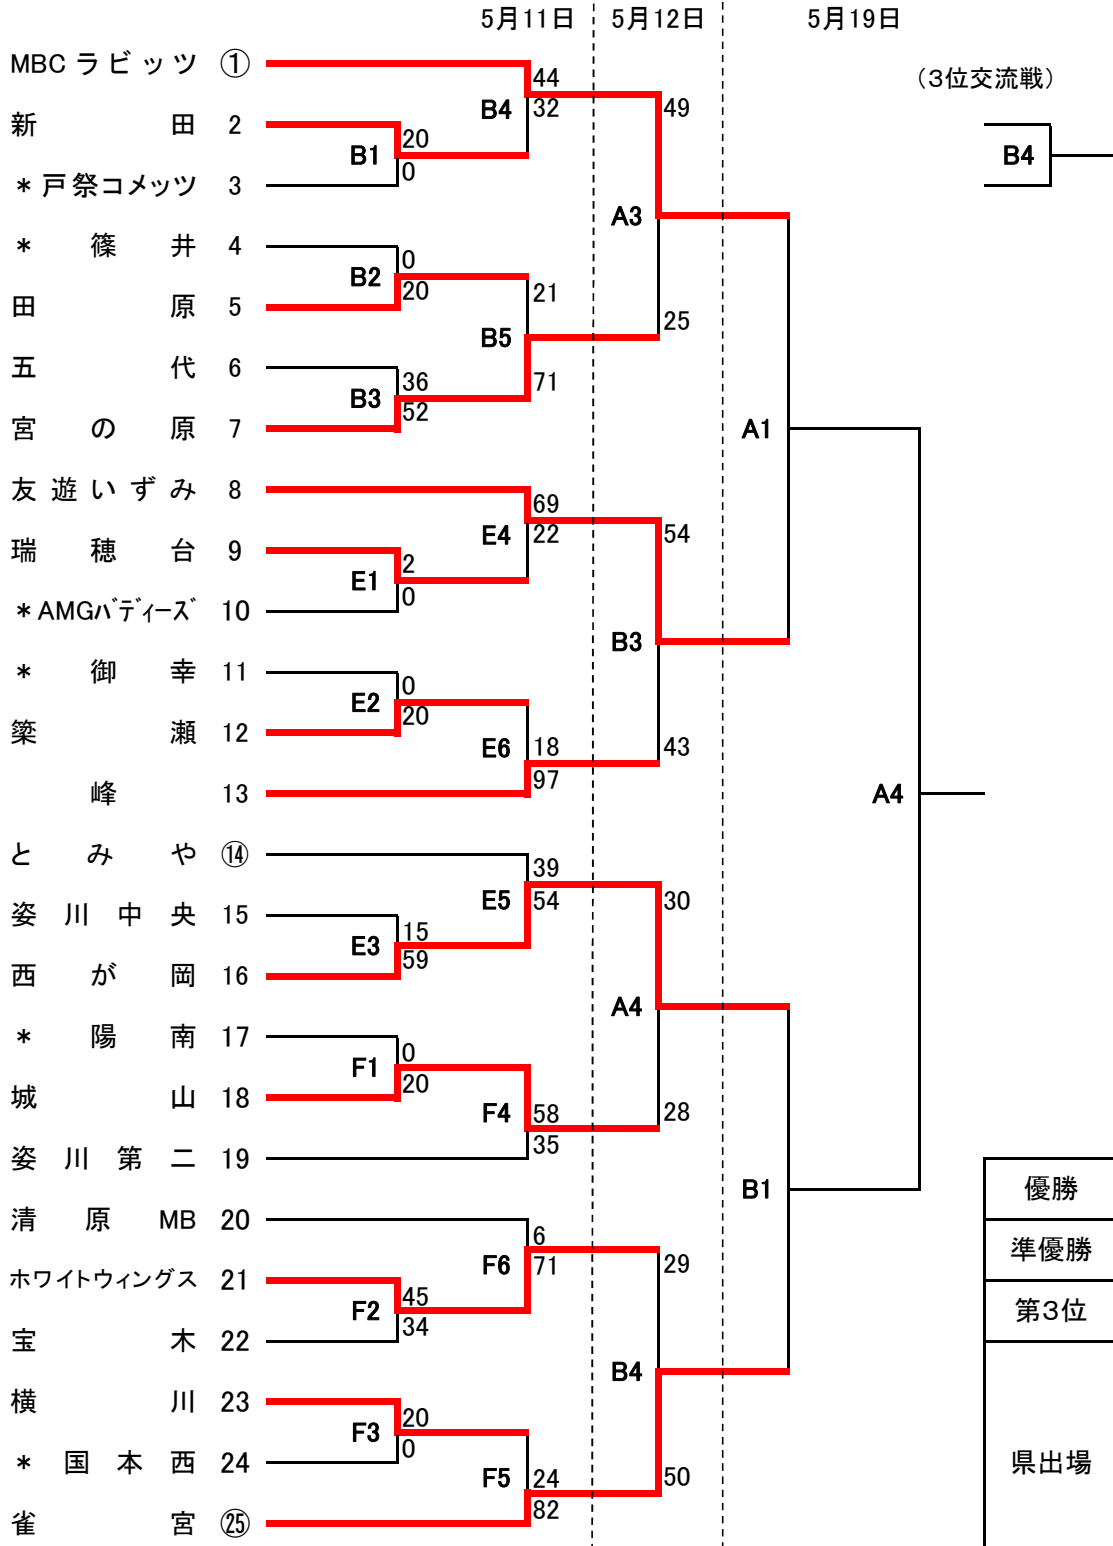 5月11日 5月12日 5月19日
MBCラビッツ ①
(3位交流戦)
44
B4 32 49
新田 2
20
B1 B4
0
*戸祭コメッツ 3
A3
*篠井 4
0
B2
20 21
田原 5
25
B5
五代 6
36 71
B3
52
宮の原 7 A1
友遊いずみ 8
69
E4 22 54
瑞穂台 9
2
E1
0
*AMGバディーズ 10
B3
*御幸 11
0
E2
20
簗瀬 12
E6 18 43
97
峰 13 A4
とみや ⑭
39
E5 54 30
姿川中央 15
15
E3
59
西が岡 16
A4
*陽南 17
0
F1
20
城山 18
F4 58 28
35
姿川第二 19
B1 優勝
清原MB 20
6
F6 71 29 準優勝
ホワイトウィングス 21
45
F2 第3位
34
宝木 22
B4
横川 23
20
F3
0
*国本西 24 県出場
F5 24 50
82
雀宮 ㉕